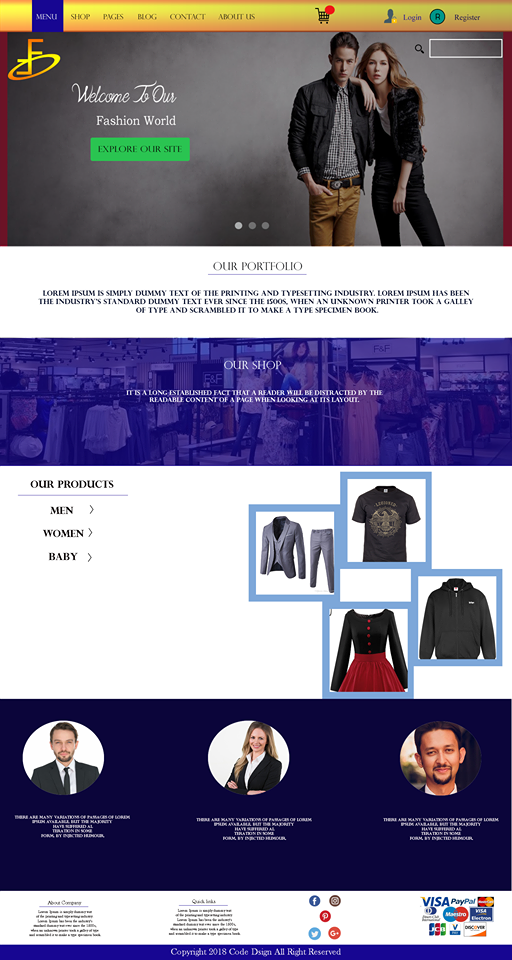 MENU SHOP PAGES BLOG CONTACT ABOUT US Login R Register
Welcome To Our
Fashion World
EXPLORE OUR SITE
OUR PORTFOLIO
LOREM IPSUM IS SIMPLY DUMMY TEXT OF THE PRINTING AND TYPESETTING INDUSTRY. LOREM IPSUM HAS BEEN
THE INDUSTRY'S STANDARD DUMMY TEXT EVER SINCE THE 1500S, WHEN AN UNKNOWN PRINTER TOOK A GALLEY
OF TYPE AND SCRAMBLED IT TO MAKE A TYPE SPECIMEN BOOK.
F&F
F&F
OUR SHOP
IT IS A LONG ESTABLISHED FACT THAT A READER WILL BE DISTRACTED BY THE
READABLE CONTENT OF A PAGE WHEN LOOKING AT ITS LAYOUT.
OUR PRODUCTS
MEN
WOMEN
BABY
THERE ARE MANY VARIATIONS OF PASSAGES OF LOREM
IPSUM AVAILABLE, BUT THE MAJORITY
HAVE SUFFERED AL
TERATION IN SOME
FORM, BY INJECTED HUMOUR,
THERE ARE MANY VARIATIONS OF PASSAGES OF LOREM
IPSUM AVAILABLE, BUT THE MAJORITY
HAVE SUFFERED AL
TERATION IN SOME
FORM, BY INJECTED HUMOUR,
THERE ARE MANY VARIATIONS OF PASSAGES OF LOREM
IPSUM AVAILABLE, BUT THE MAJORITY
HAVE SUFFERED AL
TERATION IN SOME
FORM, BY INJECTED HUMOUR,
About Company
Lorem Ipsum is simply dummy text
of the printing and typesetting industry.
Lorem Ipsum has been the industry's
standard dummy text ever since the 1500s,
when an unknown printer took a galley of type
and scrambled it to make a type specimen book.
Quick links
Lorem Ipsum is simply dummy text
of the printing and typesetting industry.
Lorem Ipsum has been the industry's
standard dummy text ever since the 1500s,
when an unknown printer took a galley of type
and scrambled it to make a type specimen book.
VISA PayPal VISA
Diners Club International Maestro VISA Electron
JCB VISA DISCOVER
Copyright 2018 Code Dsign All Right Reserved